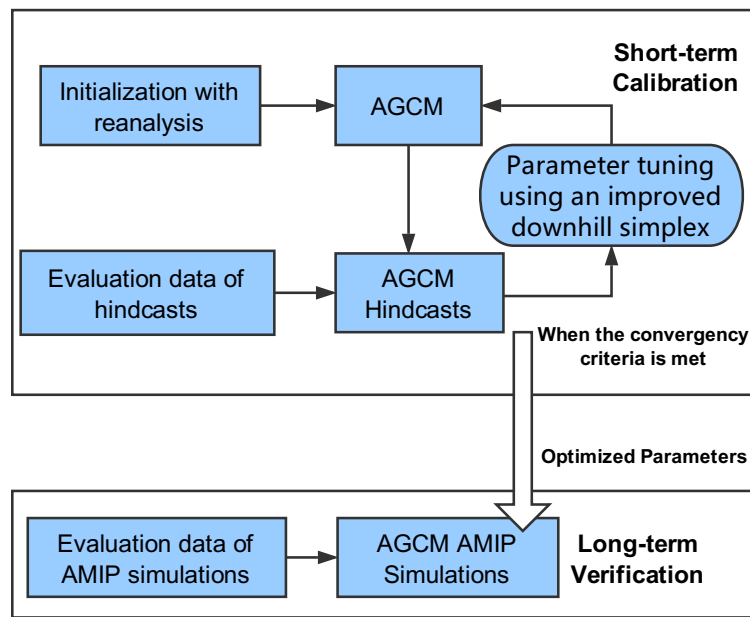 Short-term
Calibration
Initialization with
reanalysis
AGCM
Parameter tuning
using an improved
downhill simplex
Evaluation data of
hindcasts
AGCM
Hindcasts
When the convergency
criteria is met
Optimized Parameters
Evaluation data of
AMIP simulations
AGCM AMIP
Simulations
Long-term
Verification